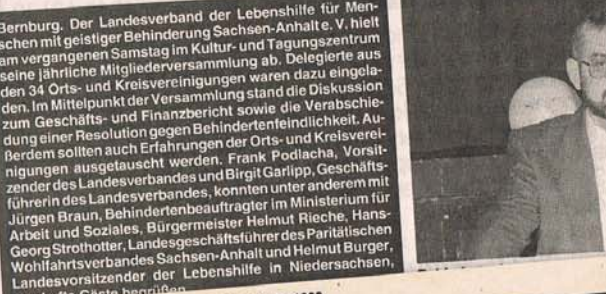 Bernburg. Der Landesverband der Lebenshilfe für Men-
schen mit geistiger Behinderung Sachsen-Anhalt e. V. hielt
am vergangenen Samstag im Kultur- und Tagungszentrum
seine jährliche Mitgliederversammlung ab. Delegierte aus
den 34 Orts- und Kreisvereinigungen waren dazu eingela-
den. Im Mittelpunkt der Versammlung stand die Diskussion
zum Geschäfts- und Finanzbericht sowie die Verabschie-
dung einer Resolution gegen Behindertenfeindlichkeit. Au-
ßerdem sollten auch Erfahrungen der Orts- und Kreisverei-
nigungen ausgetauscht werden. Frank Podlacha, Vorsit-
zender des Landesverbandes und Birgit Garlipp, Geschäfts-
führerin des Landesverbandes, konnten unter anderem mit
Jürgen Braun, Behindertenbeauftragter im Ministerium für
Arbeit und Soziales, Bürgermeister Helmut Rieche, Hans-
Georg Strothotter, Landesgeschäftsführer des Paritätischen
Wohlfahrtsverbandes Sachsen-Anhalt und Helmut Burger,
Landesvorsitzender der Lebenshilfe in Niedersachsen,
Gäste begrüßen